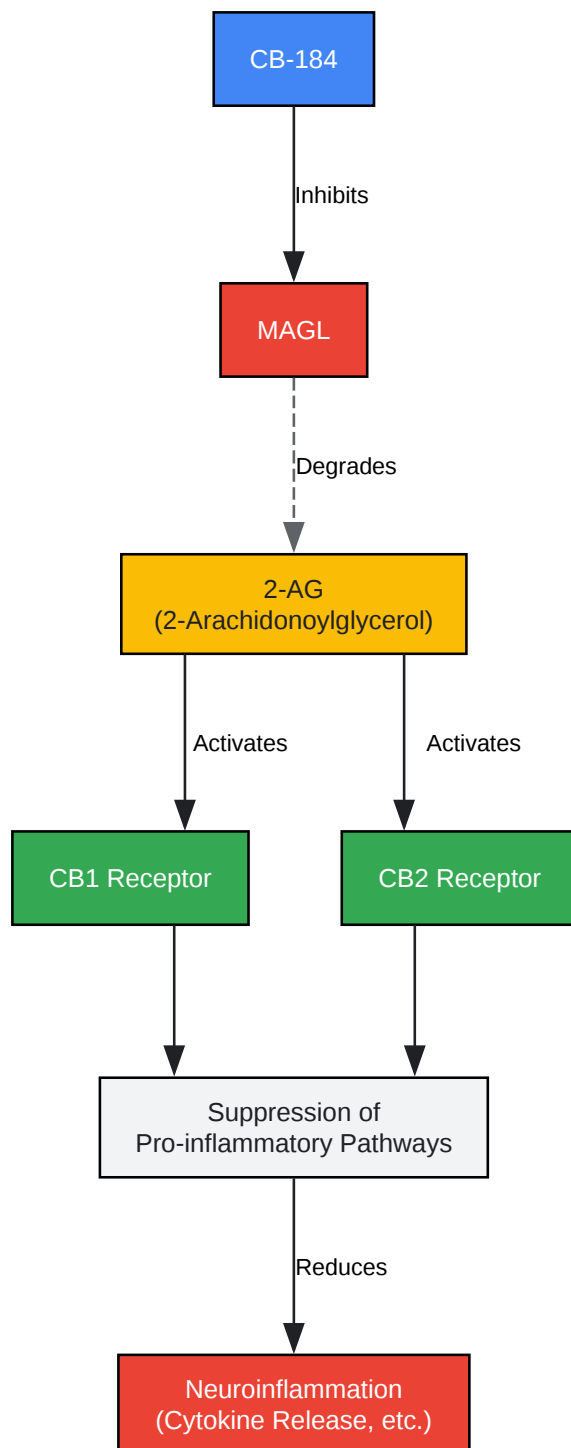 CB-184
Inhibits
MAGL
Degrades
2-AG
(2-Arachidonoylglycerol)
Activates
Activates
CB1 Receptor
CB2 Receptor
Suppression of
Pro-inflammatory Pathways
Reduces
Neuroinflammation
(Cytokine Release, etc.)